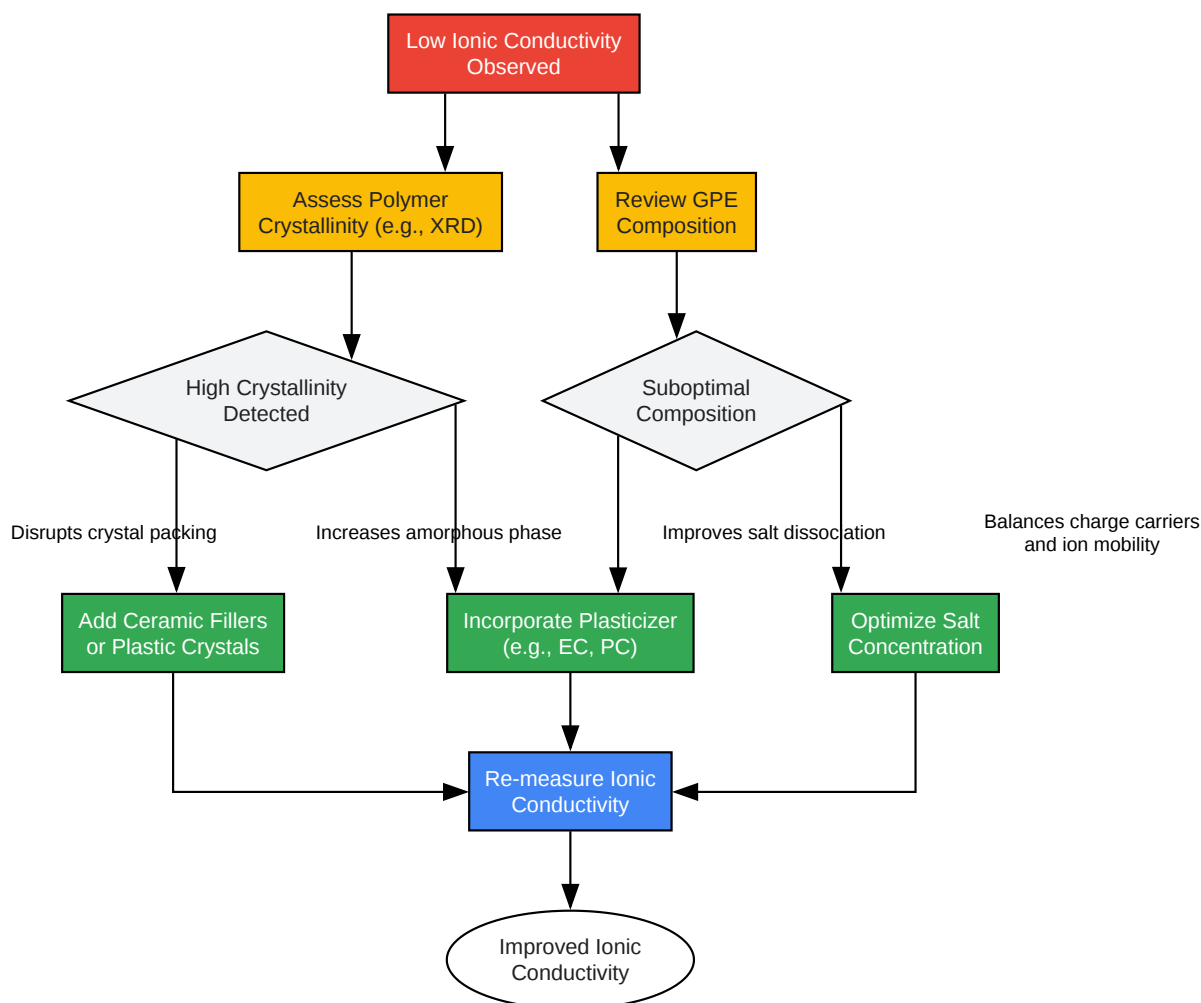 Low Ionic Conductivity
Observed
Assess Polymer
Crystallinity (e.g., XRD)
Review GPE
Composition
High Crystallinity
Detected
Suboptimal
Composition
Disrupts crystal packing
Increases amorphous phase
Improves salt dissociation
Balances charge carriers
and ion mobility
Add Ceramic Fillers
or Plastic Crystals
Incorporate Plasticizer
(e.g., EC, PC)
Optimize Salt
Concentration
Re-measure Ionic
Conductivity
Improved Ionic
Conductivity